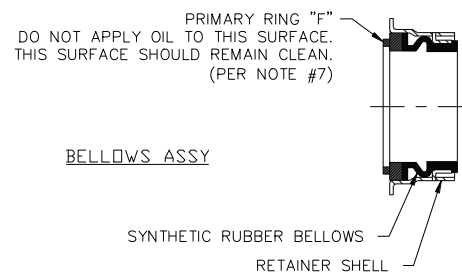 PRIMARY RING "F"
DO NOT APPLY OIL TO THIS SURFACE.
THIS SURFACE SHOULD REMAIN CLEAN.
(PER NOTE #7)
BELLOWS ASSY
SYNTHETIC RUBBER BELLOWS
RETAINER SHELL